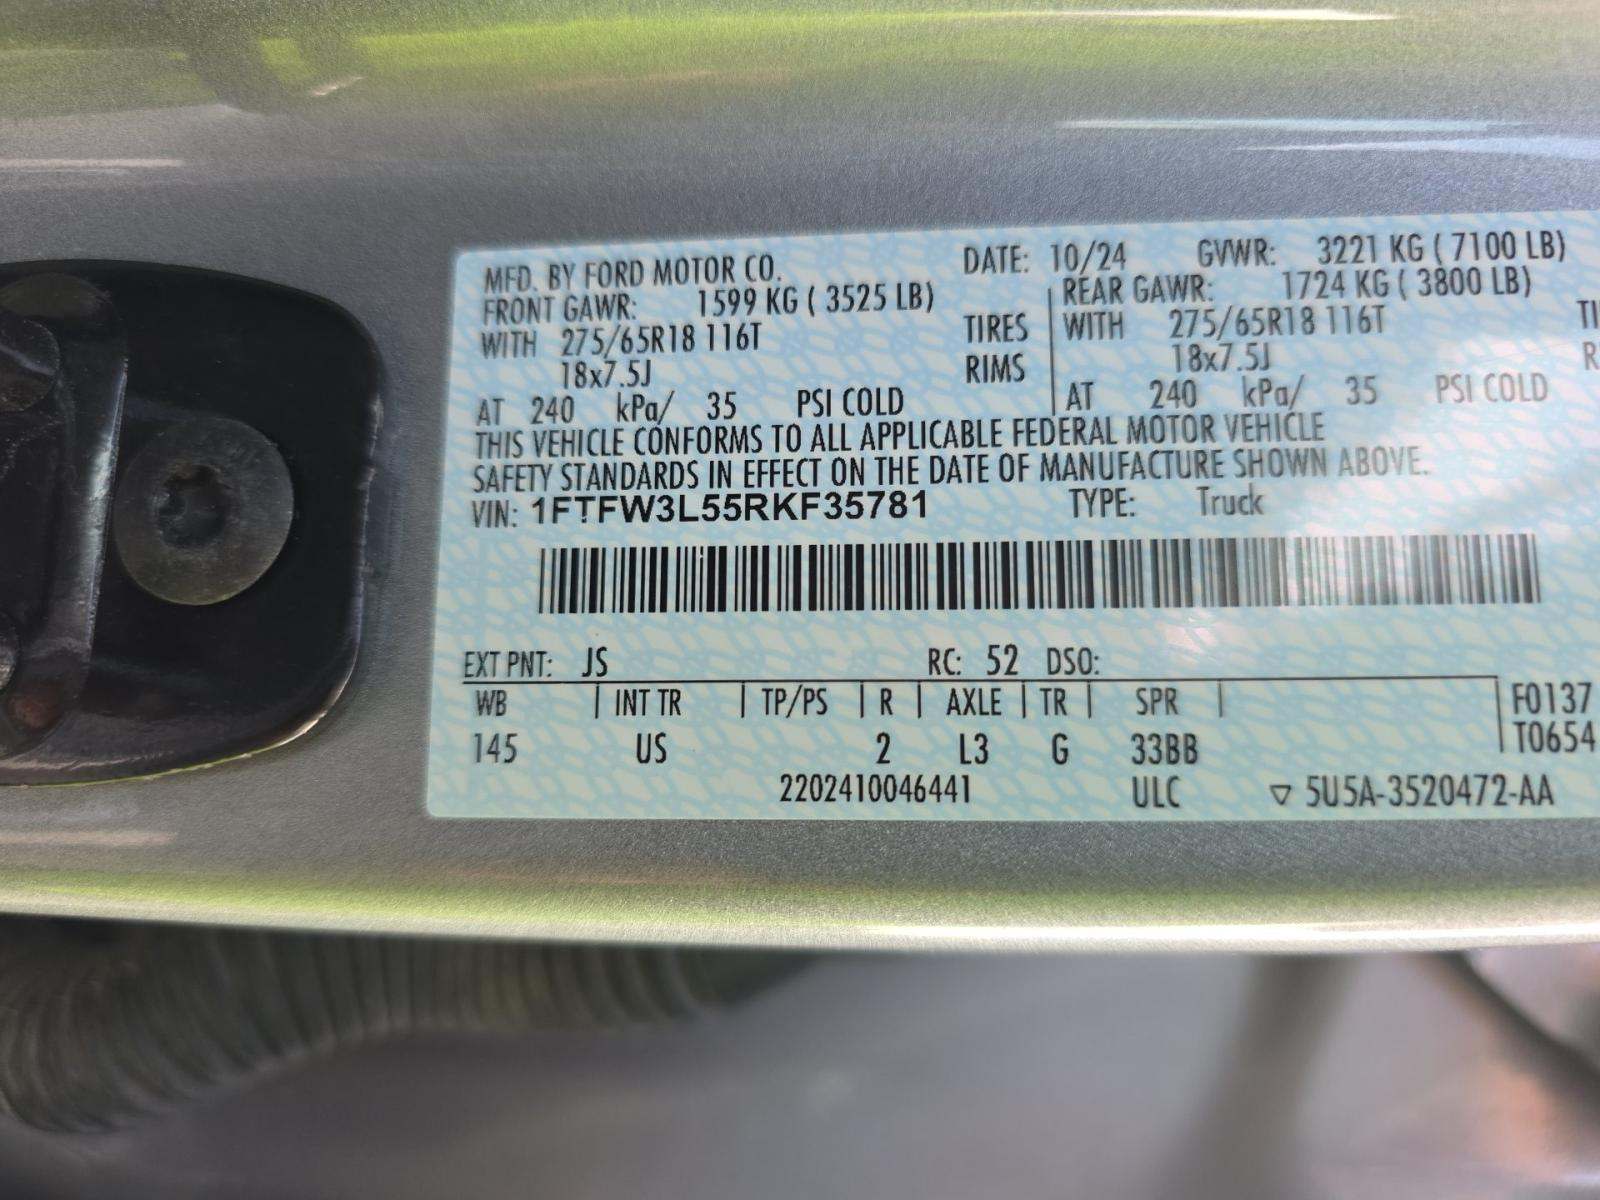 MFD. BY FORD MOTOR CO. DATE: 10/24 GVWR: 3221 KG ( 7100 LB)
FRONT GAWR: 1599 KG ( 3525 LB) REAR GAWR: 1724 KG ( 3800 LB)
WITH 275/65R18 116T TIRES WITH 275/65R18 116T
18x7.5J RIMS 18x7.5J
AT 240 kPa/ 35 PSI COLD AT 240 kPa/ 35 PSI COLD
THIS VEHICLE CONFORMS TO ALL APPLICABLE FEDERAL MOTOR VEHICLE
SAFETY STANDARDS IN EFFECT ON THE DATE OF MANUFACTURE SHOWN ABOVE.
VIN: 1FTFW3L55RKF35781 TYPE: Truck
EXT PNT: JS RC: 52 DSO:
WB INT TR TP/PS R AXLE TR SPR F0137
145 US 2 L3 G 33BB T0654
2202410046441 ULC ▽ 5U5A-3520472-AA